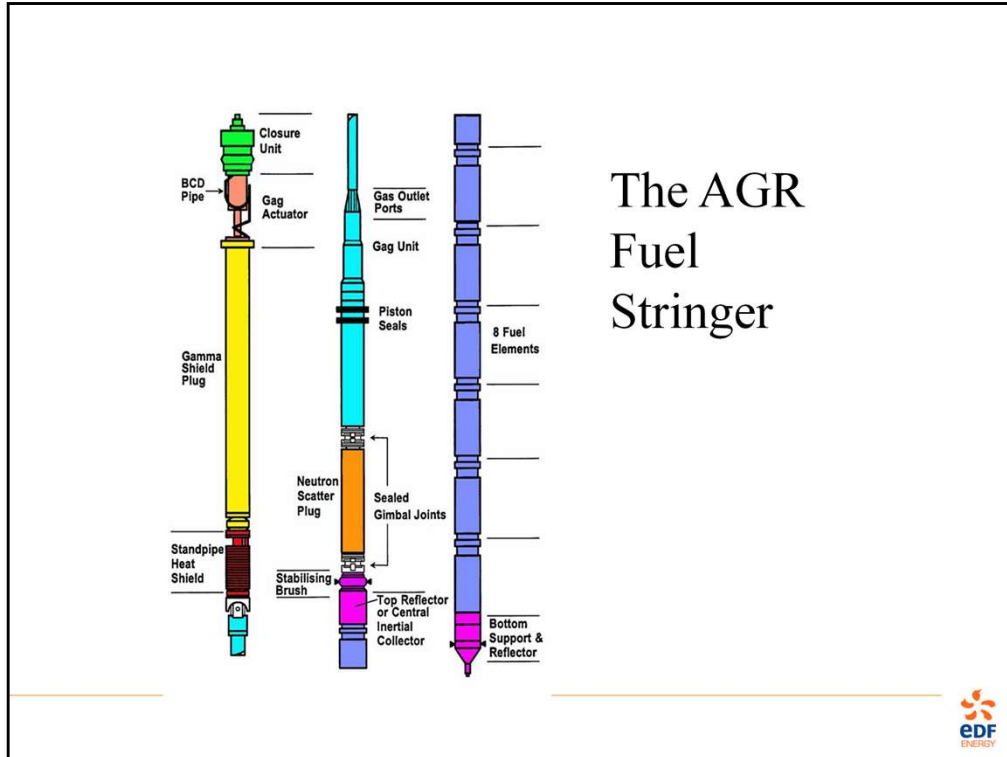 Closure
Unit
BCD
Pipe
Gag
Actuator
Gamma
Shield
Plug
Standpipe
Heat
Shield
Gas Outlet
Ports
Gag Unit
Piston
Seals
Neutron
Scatter
Plug
Sealed
Gimbal Joints
Stabilising
Brush
Top Reflector
or Central
Inertial
Collector
8 Fuel
Elements
Bottom
Support &
Reflector
The AGR
Fuel
Stringer
eDF
ENERGY